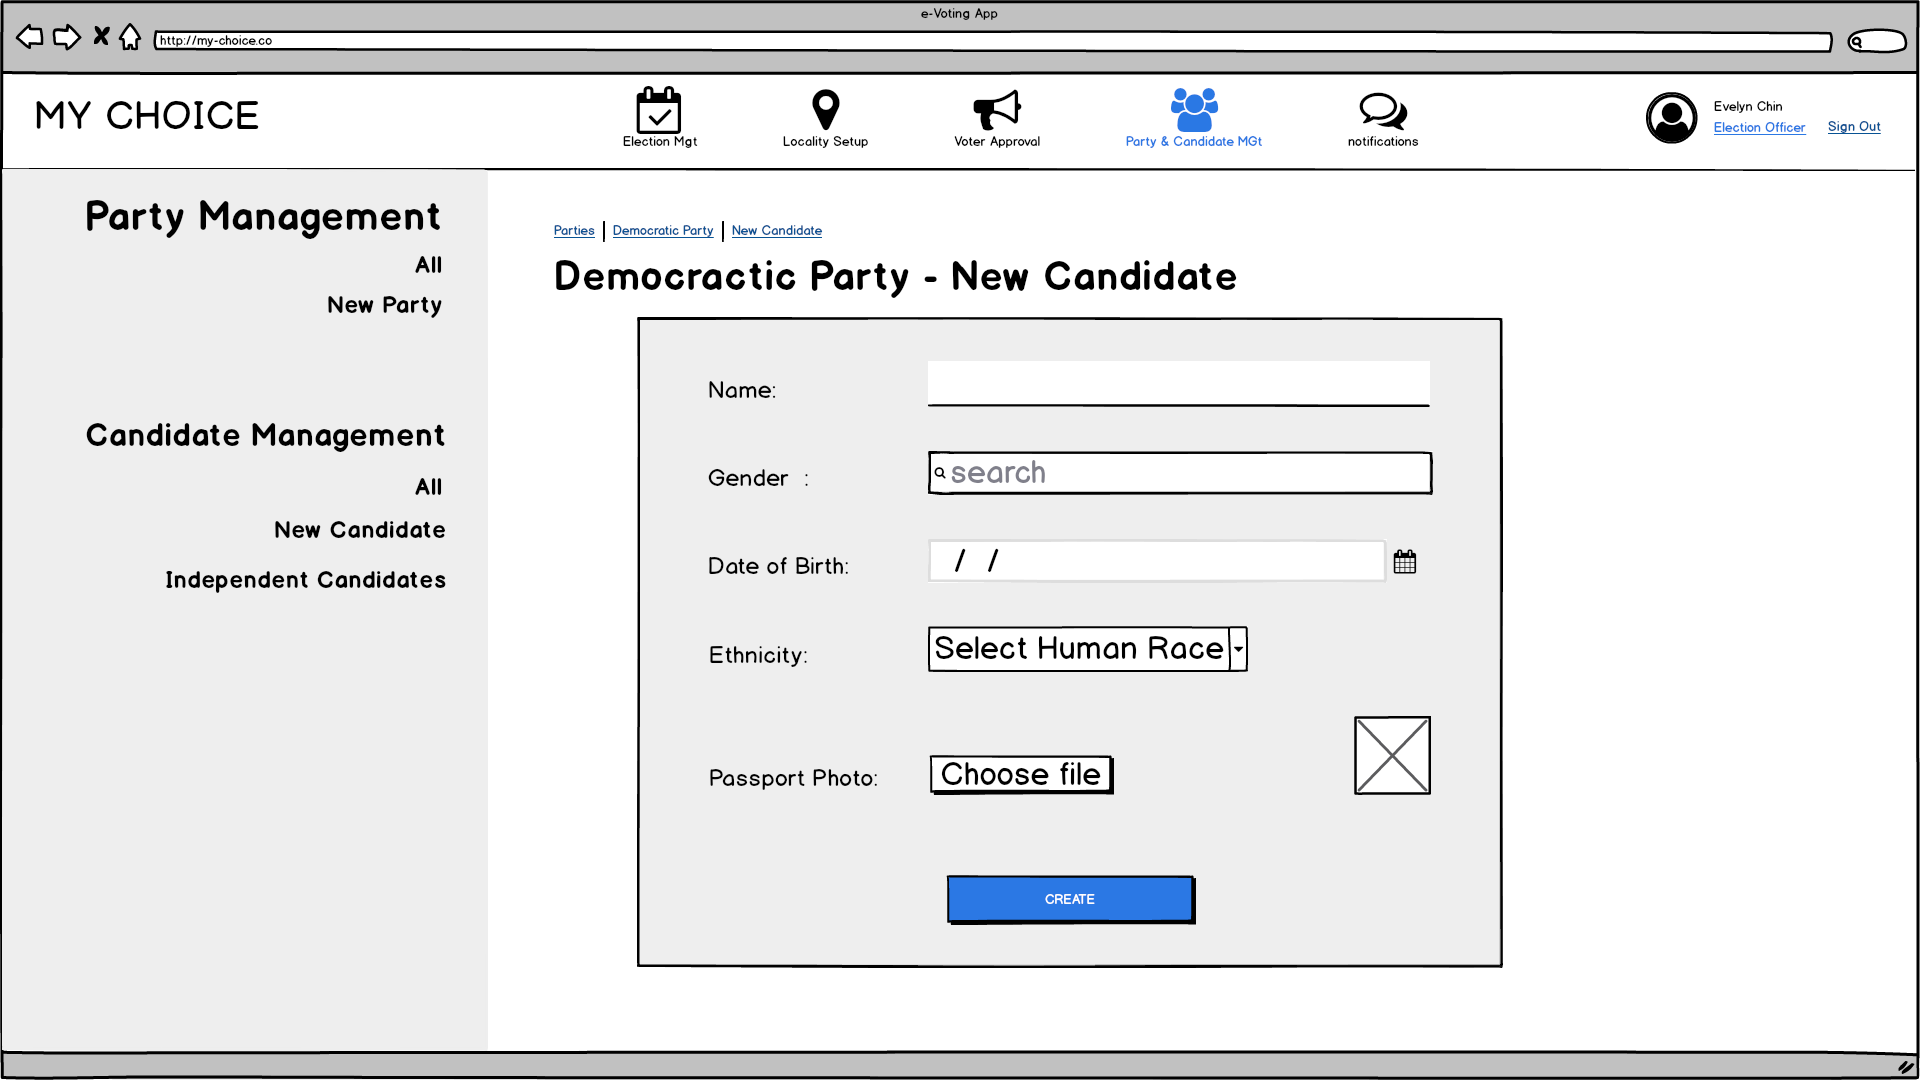 e-Voting App
http://my-choice.co
MY CHOICE
Election Mgt
Locality Setup
Voter Approval
Party & Candidate MGt
notifications
Evelyn Chin
Election Officer
Sign Out
Party Management
All
New Party
Candidate Management
All
New Candidate
Independent Candidates
Parties
Democratic Party
New Candidate
Democractic Party - New Candidate
Name:
Gender :
search
Date of Birth:
/ /
Ethnicity:
Select Human Race
Passport Photo:
Choose file
CREATE